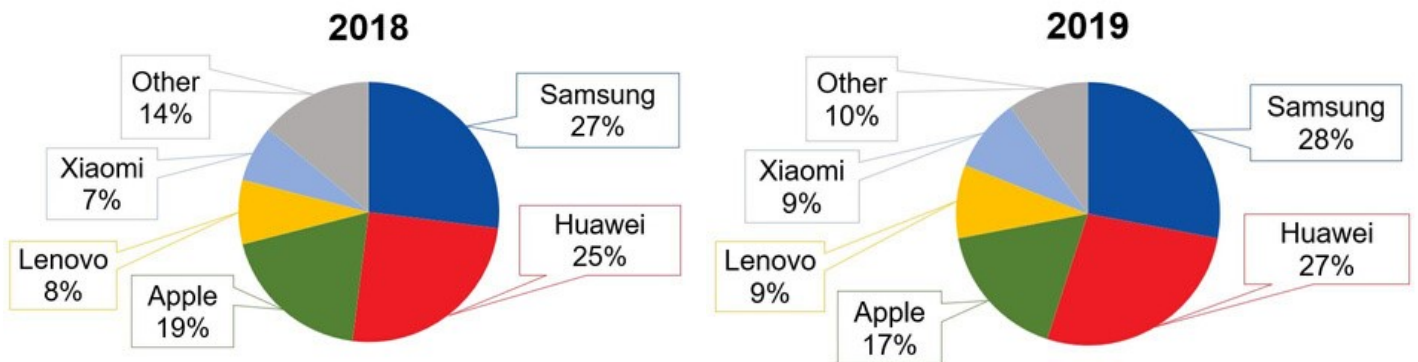 2018
Other
14%
Samsung
27%
Xiaomi
7%
Huawei
25%
Lenovo
8%
Apple
19%
2019
Other
10%
Samsung
28%
Xiaomi
9%
Huawei
27%
Lenovo
9%
Apple
17%